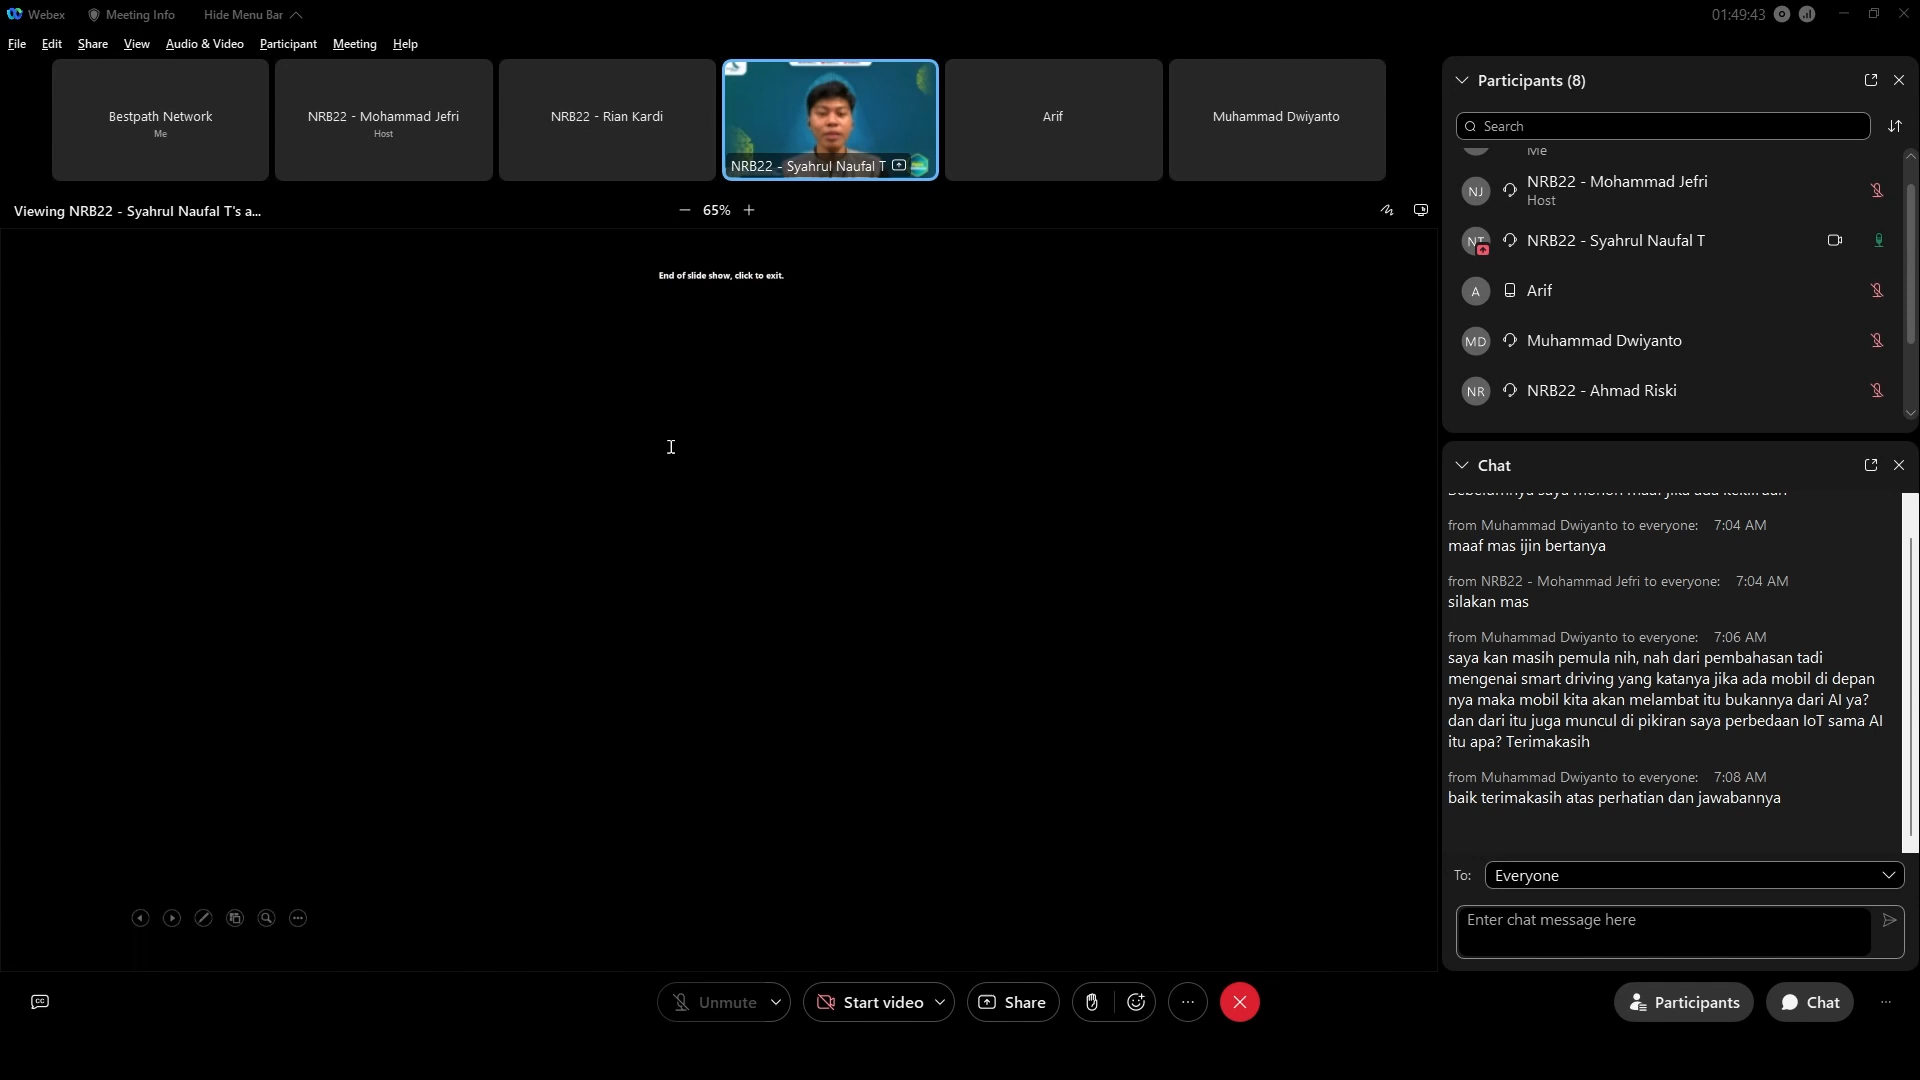 Webex
Meeting Info
Hide Menu Bar
01:49:43
File
Edit
Share
View
Audio & Video
Participant
Meeting
Help
Bestpath Network
Me
NRB22 - Mohammad Jefri
Host
NRB22 - Rian Kardi
NRB22 - Syahrul Naufal T
Arif
Muhammad Dwiyanto
Viewing NRB22 - Syahrul Naufal T's a...
65%
End of slide show, click to exit.
Participants (8)
Search
Me
NJ
NRB22 - Mohammad Jefri
Host
NT
NRB22 - Syahrul Naufal T
A
Arif
MD
Muhammad Dwiyanto
NR
NRB22 - Ahmad Riski
Chat
from Muhammad Dwiyanto to everyone: 7:04 AM
maaf mas ijin bertanya
from NRB22 - Mohammad Jefri to everyone: 7:04 AM
silakan mas
from Muhammad Dwiyanto to everyone: 7:06 AM
saya kan masih pemula nih, nah dari pembahasan tadi
mengenai smart driving yang katanya jika ada mobil di depan
nya maka mobil kita akan melambat itu bukannya dari AI ya?
dan dari itu juga muncul di pikiran saya perbedaan IoT sama AI
itu apa? Terimakasih
from Muhammad Dwiyanto to everyone: 7:08 AM
baik terimakasih atas perhatian dan jawabannya
To:
Everyone
Enter chat message here
CC
Unmute
Start video
Share
Participants
Chat